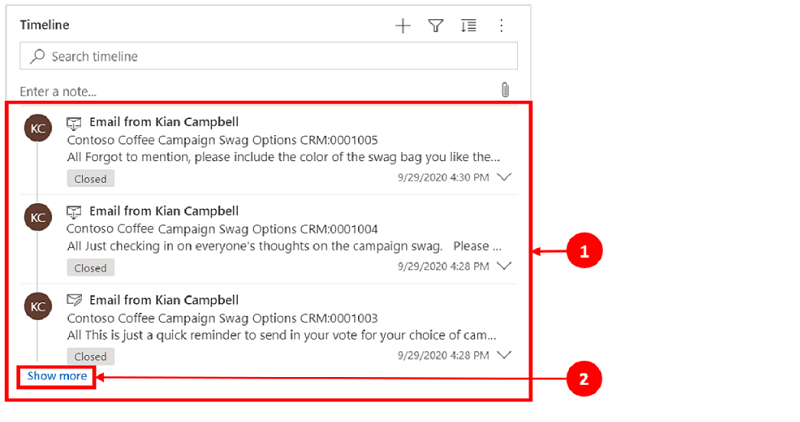 Timeline
Search timeline
Enter a note...
KC
Email from Kian Campbell
Contoso Coffee Campaign Swag Options CRM:0001005
All Forgot to mention, please include the color of the swag bag you like the...
Closed
9/29/2020 4:30 PM
KC
Email from Kian Campbell
Contoso Coffee Campaign Swag Options CRM:0001004
All Just checking in on everyone's thoughts on the campaign swag. Please ...
Closed
9/29/2020 4:28 PM
1
KC
Email from Kian Campbell
Contoso Coffee Campaign Swag Options CRM:0001003
All This is just a quick reminder to send in your vote for your choice of cam...
Closed
9/29/2020 4:28 PM
Show more
2